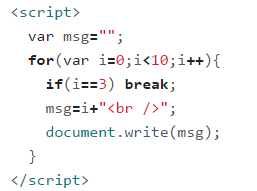 <script>
var msg="";
for(var i=0;i<10;i++){
if(i==3) break;
msg=i+"<br />";
document.write(msg);
}
</script>